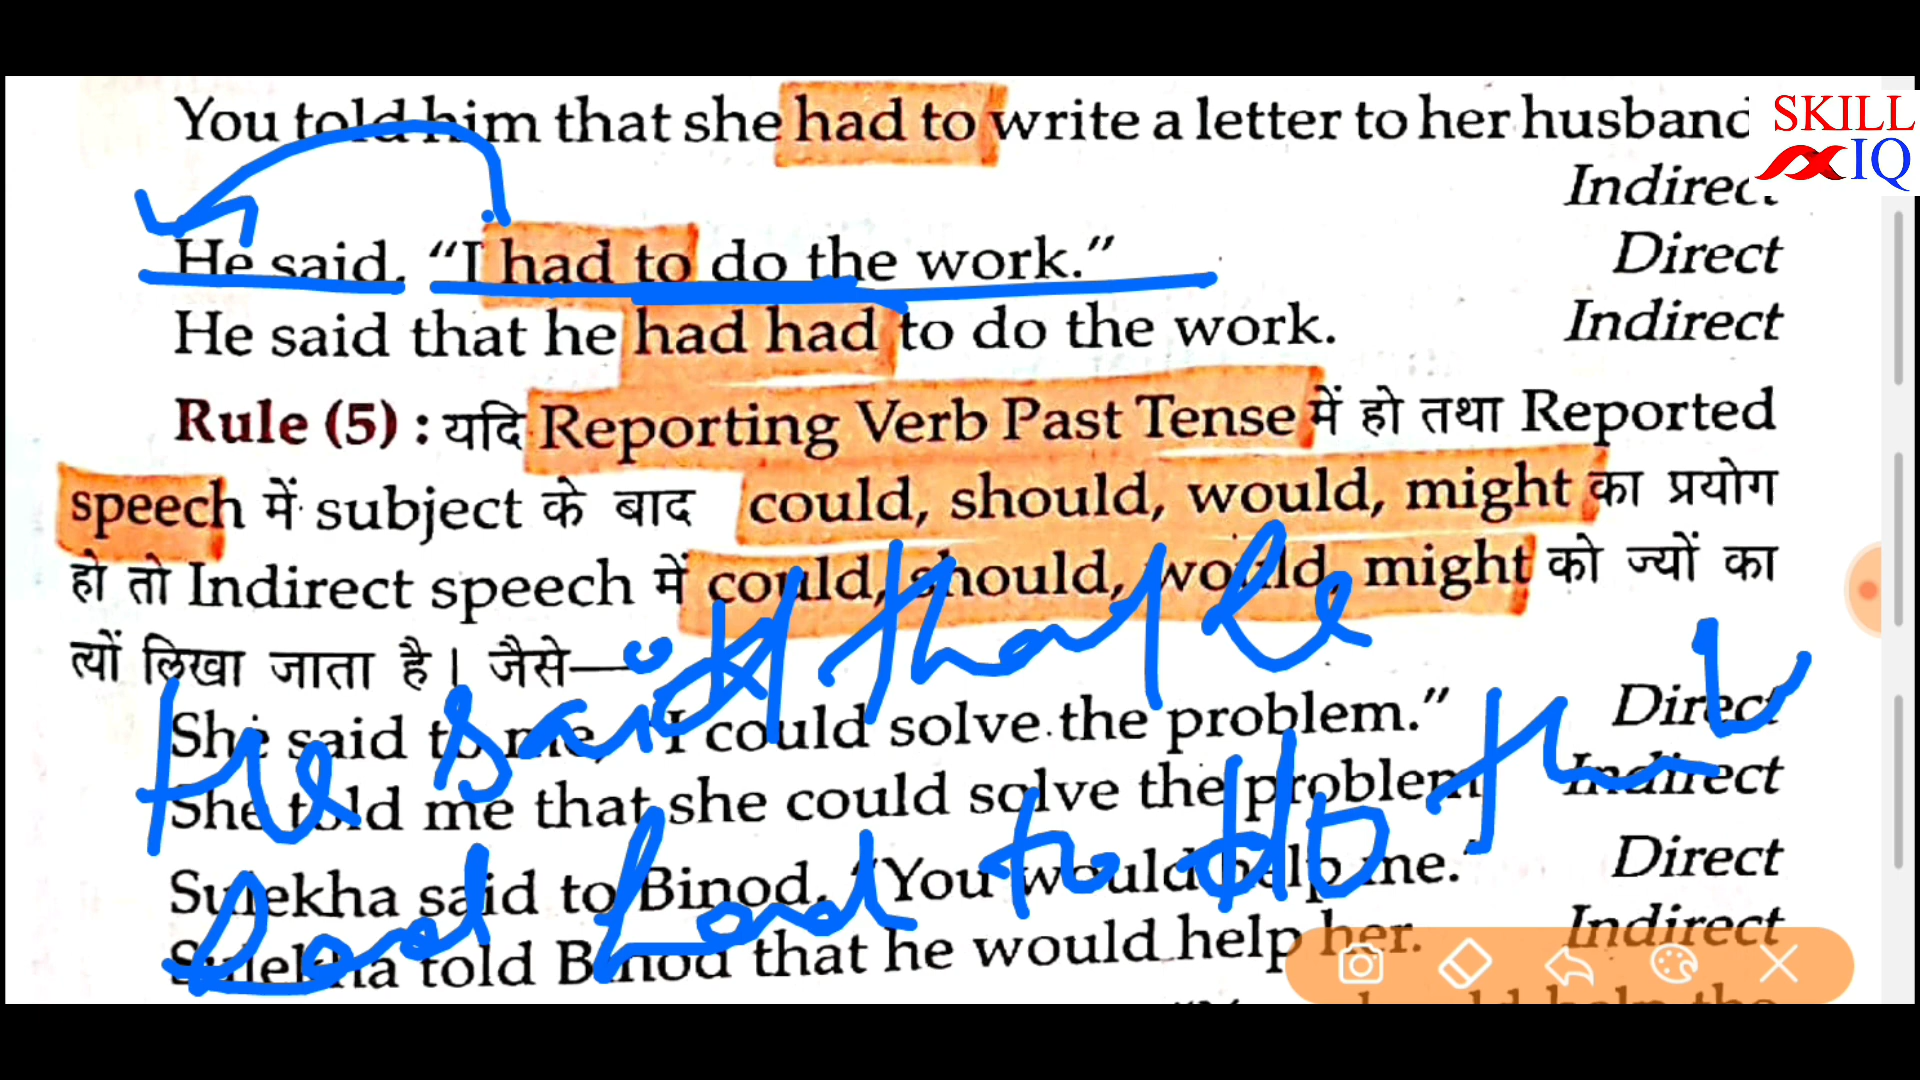 You told him that she had to write a letter to her husband
SKILL
IQ
Indirect
He said, “I had to do the work.” Direct
He said that he had had to do the work. Indirect
Rule (5) : यदि Reporting Verb Past Tense में हो तथा Reported
speech में subject के बाद could, should, would, might का प्रयोग
हो तो Indirect speech में could, should, would, might को ज्यों का
त्यों लिखा जाता है। जैसे—
She said to me, “I could solve the problem.” Direct
She told me that she could solve the problem. Indirect
Sulekha said to Binod, “You would help me.” Direct
Sulekha told Binod that he would help her. Indirect
He said that he
had had to do the